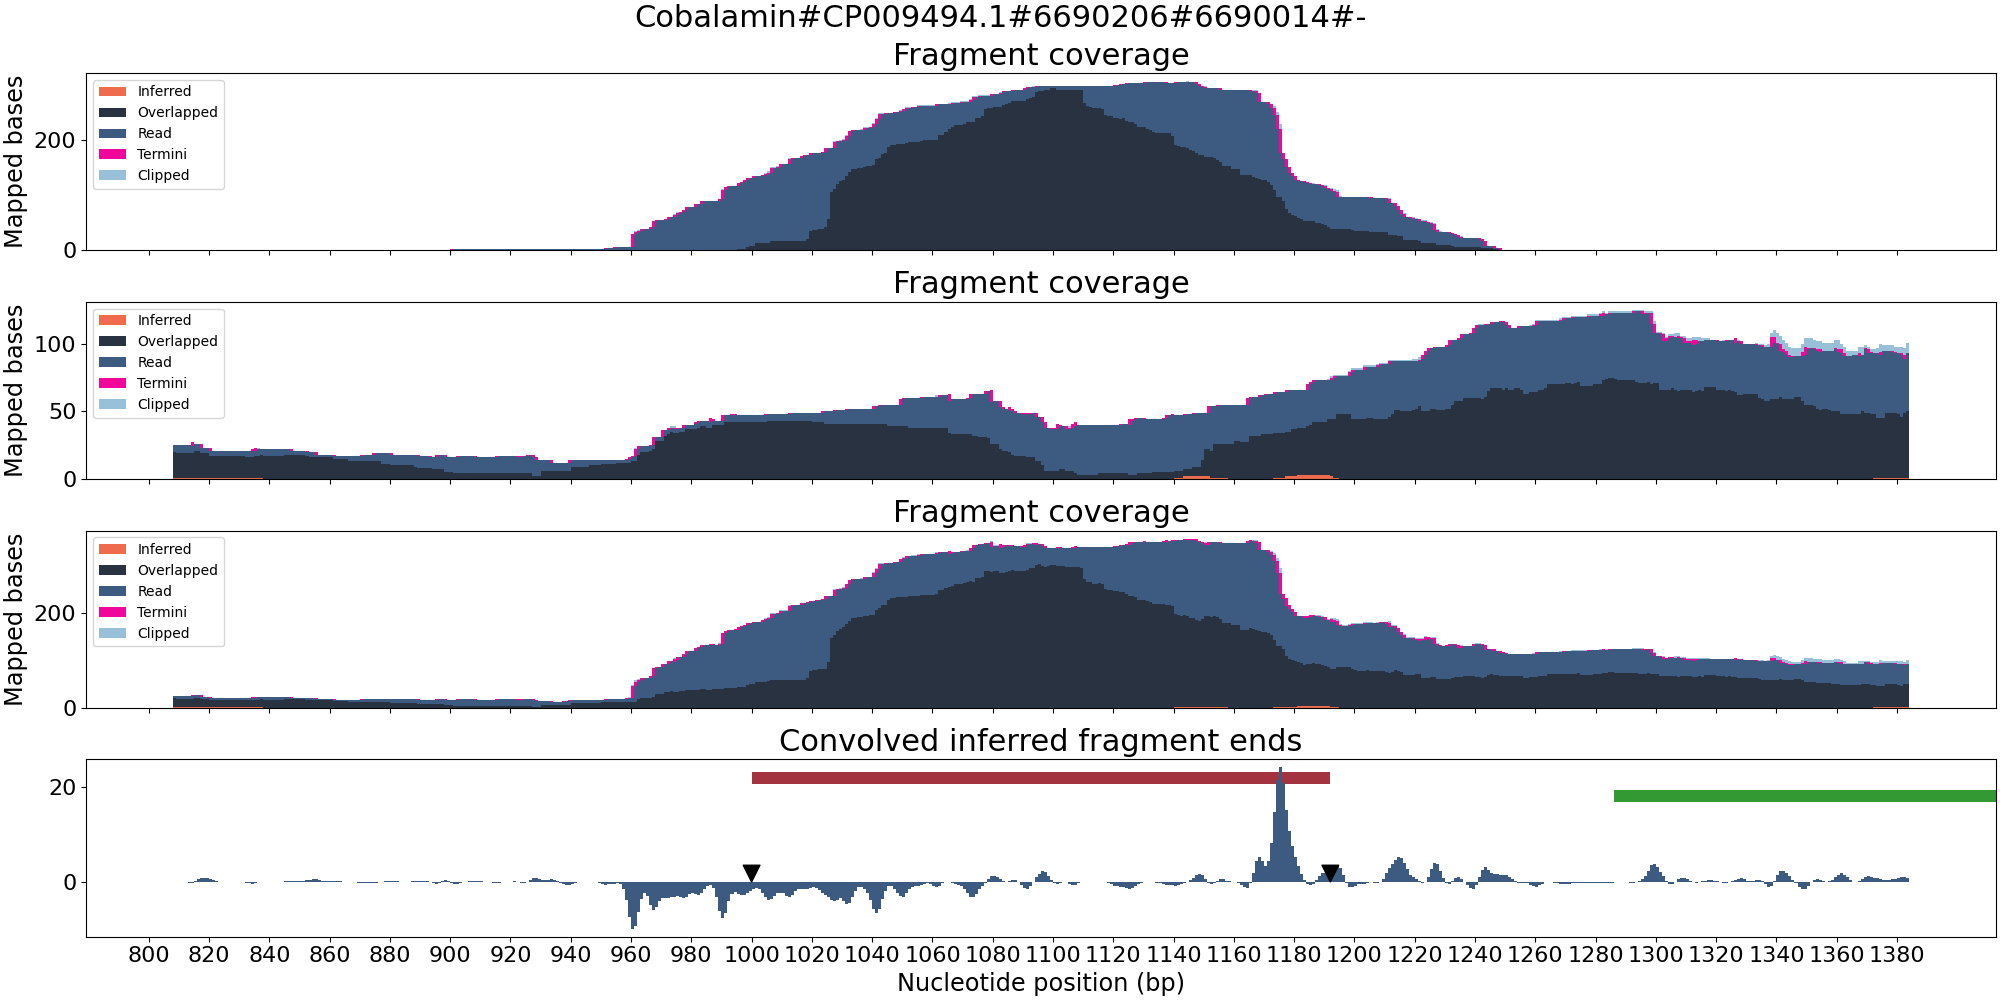 Cobalamin#CP009494.1#6690206#6690014#-
Fragment coverage
Mapped bases
200
0
Inferred
Overlapped
Read
Termini
Clipped
Fragment coverage
Mapped bases
100
50
0
Inferred
Overlapped
Read
Termini
Clipped
Fragment coverage
Mapped bases
200
0
Inferred
Overlapped
Read
Termini
Clipped
Convolved inferred fragment ends
20
0
800 820 840 860 880 900 920 940 960 980 1000 1020 1040 1060 1080 1100 1120 1140 1160 1180 1200 1220 1240 1260 1280 1300 1320 1340 1360 1380
Nucleotide position (bp)